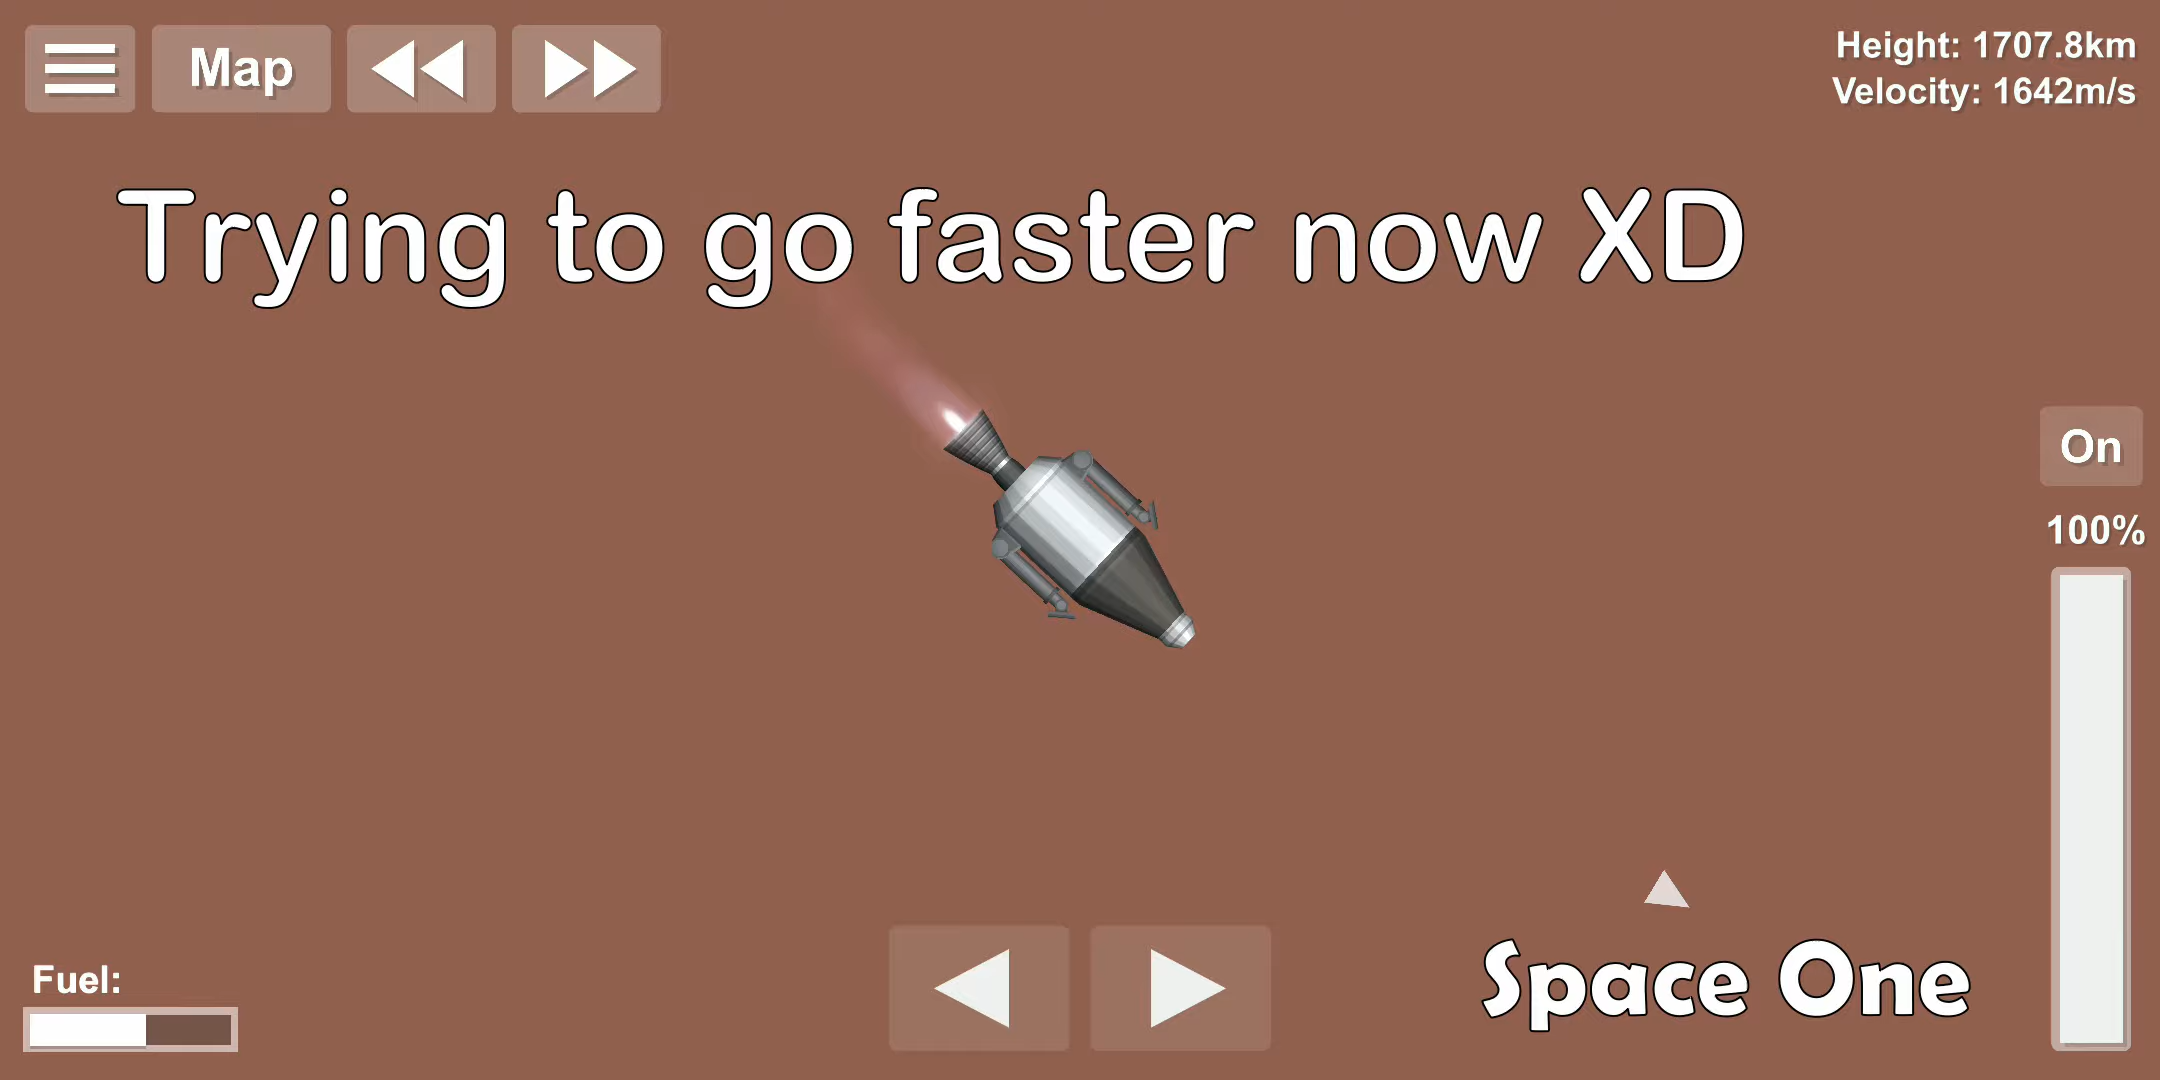 Map
Height: 1707.8km
Velocity: 1642m/s
Trying to go faster now XD
On
100%
Fuel:
Space One